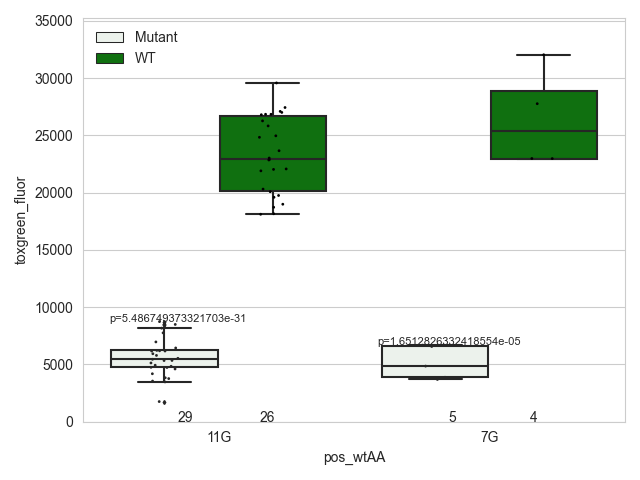 35000
30000
25000
20000
15000
10000
5000
0
toxgreen_fluor
Mutant
WT
p=5.486749373321703e-31
p=1.6512826332418554e-05
29 26 5 4
11G 7G
pos_wtAA